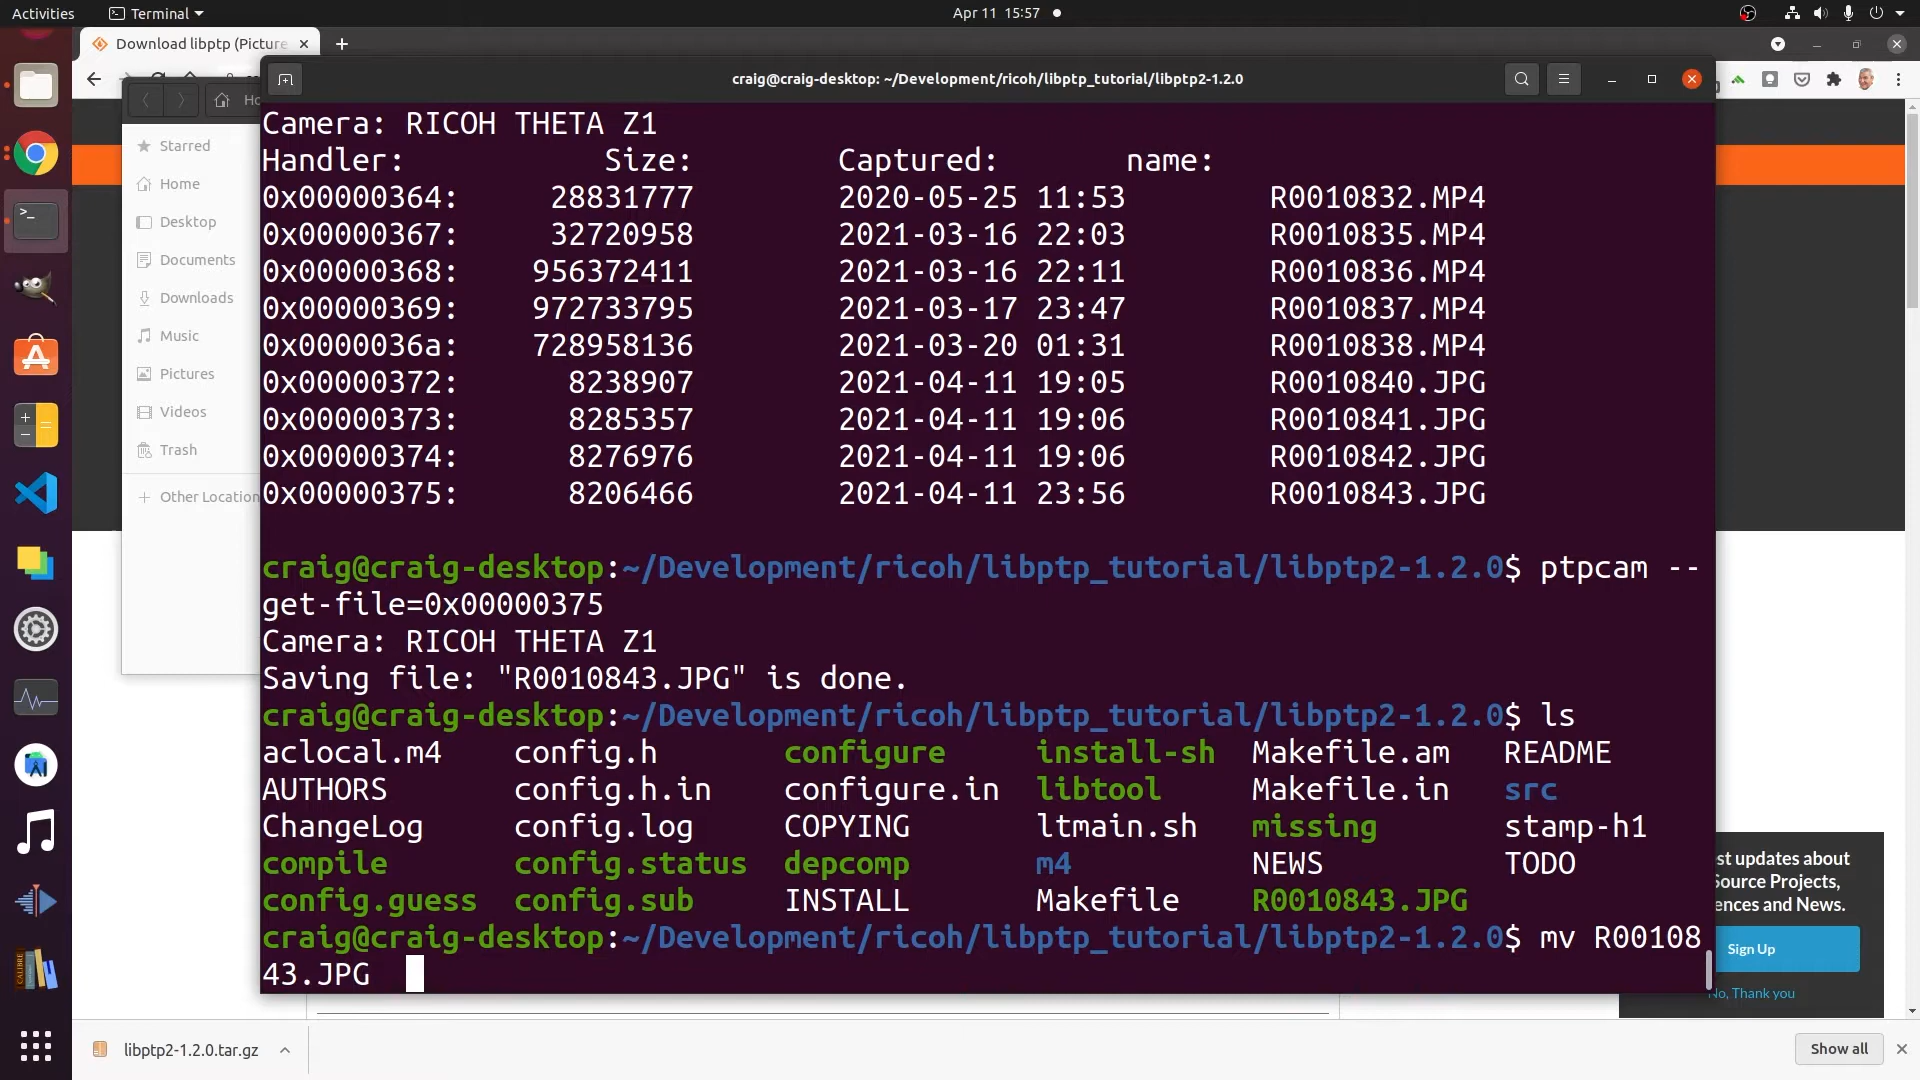 Activities
Terminal
Apr 11 15:57
Download libptp (Picture
craig@craig-desktop: ~/Development/ricoh/libptp_tutorial/libptp2-1.2.0
Ho
Starred
Home
Desktop
Documents
Downloads
Music
Pictures
Videos
Trash
Other Location
Camera: RICOH THETA Z1
Handler: Size: Captured: name:
0x00000364: 28831777 2020-05-25 11:53 R0010832.MP4
0x00000367: 32720958 2021-03-16 22:03 R0010835.MP4
0x00000368: 956372411 2021-03-16 22:11 R0010836.MP4
0x00000369: 972733795 2021-03-17 23:47 R0010837.MP4
0x0000036a: 728958136 2021-03-20 01:31 R0010838.MP4
0x00000372: 8238907 2021-04-11 19:05 R0010840.JPG
0x00000373: 8285357 2021-04-11 19:06 R0010841.JPG
0x00000374: 8276976 2021-04-11 19:06 R0010842.JPG
0x00000375: 8206466 2021-04-11 23:56 R0010843.JPG
craig@craig-desktop:~/Development/ricoh/libptp_tutorial/libptp2-1.2.0$ ptpcam --
get-file=0x00000375
Camera: RICOH THETA Z1
Saving file: "R0010843.JPG" is done.
craig@craig-desktop:~/Development/ricoh/libptp_tutorial/libptp2-1.2.0$ ls
aclocal.m4 config.h configure install-sh Makefile.am README
AUTHORS config.h.in configure.in libtool Makefile.in src
ChangeLog config.log COPYING ltmain.sh missing stamp-h1
compile config.status depcomp m4 NEWS TODO
config.guess config.sub INSTALL Makefile R0010843.JPG
craig@craig-desktop:~/Development/ricoh/libptp_tutorial/libptp2-1.2.0$ mv R00108
43.JPG
st updates about
Source Projects,
ences and News.
Sign Up
No, Thank you
CALIBRE
libptp2-1.2.0.tar.gz
Show all